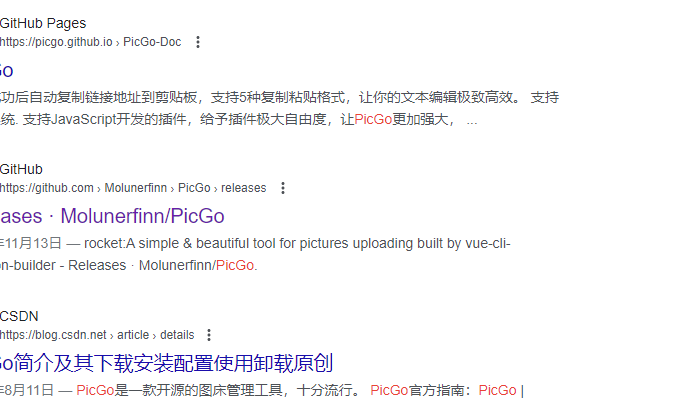 GitHub Pages
https://picgo.github.io › PicGo-Doc
Go
功后自动复制链接地址到剪贴板，支持5种复制粘贴格式，让你的文本编辑极致高效。 支持
统. 支持JavaScript开发的插件，给予插件极大自由度，让PicGo更加强大， ...
GitHub
https://github.com › Molunerfinn › PicGo › releases
eases · Molunerfinn/PicGo
年11月13日 — rocket:A simple & beautiful tool for pictures uploading built by vue-cli-
on-builder - Releases · Molunerfinn/PicGo.
CSDN
https://blog.csdn.net › article › details
Go简介及其下载安装配置使用卸载原创
年8月11日 — PicGo是一款开源的图床管理工具，十分流行。 PicGo官方指南：PicGo |